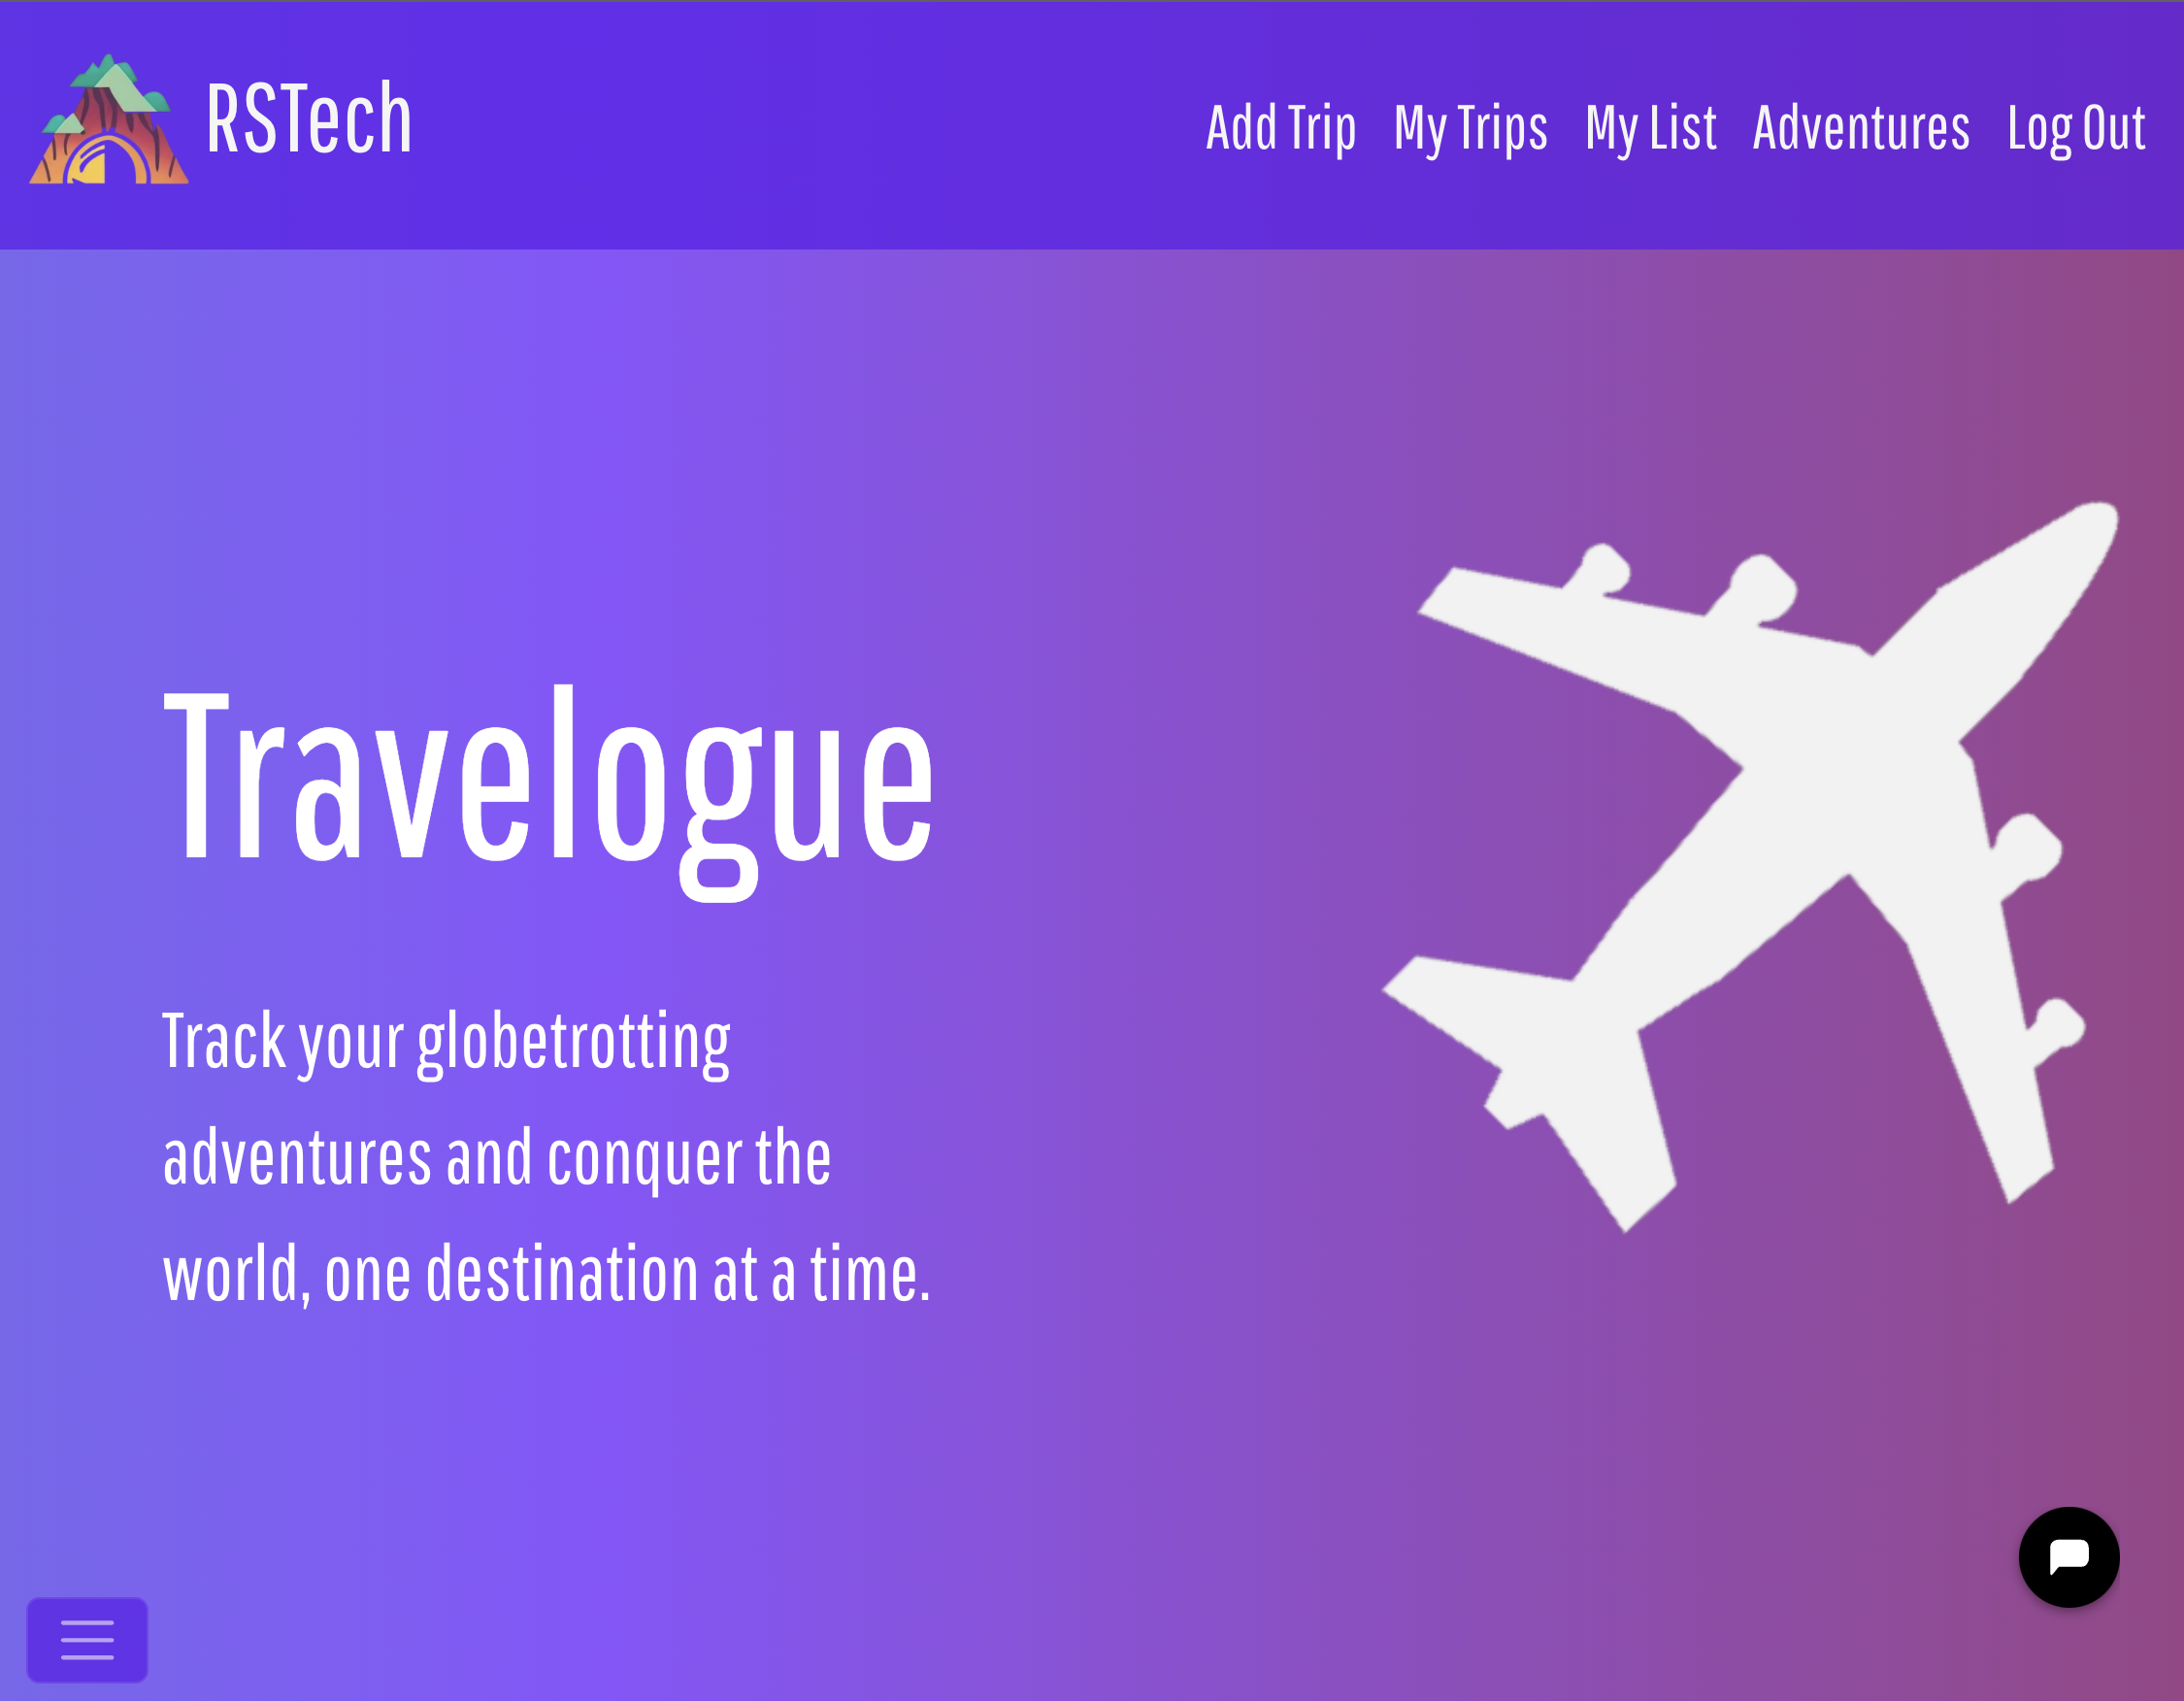 RSTech
Add Trip My Trips My List Adventures Log Out
Travelogue
Track your globetrotting
adventures and conquer the
world, one destination at a time.